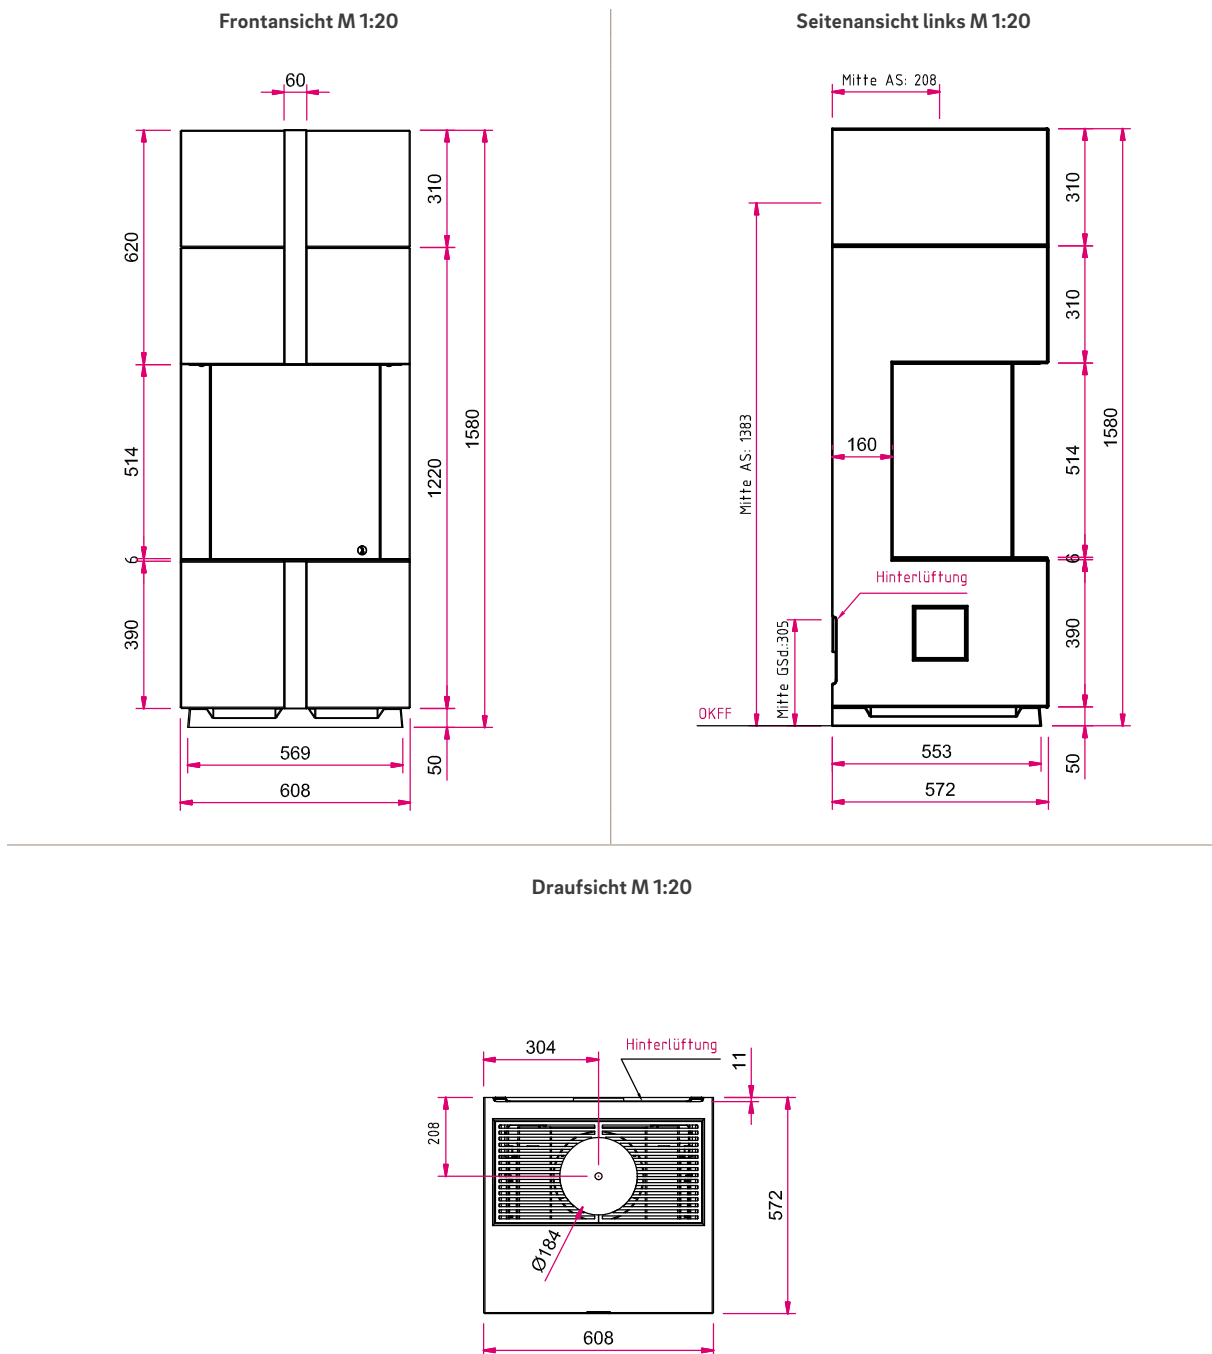 Frontansicht M 1:20
60
620
310
514
1220
1580
6
390
50
569
608
Seitenansicht links M 1:20
Mitte AS: 208
310
310
Mitte AS: 1383
160
514
1580
6
Hinterlüftung
Mitte GSd.:305
390
OKFF
50
553
572
Draufsicht M 1:20
304
Hinterlüftung
11
208
572
Ø184
608